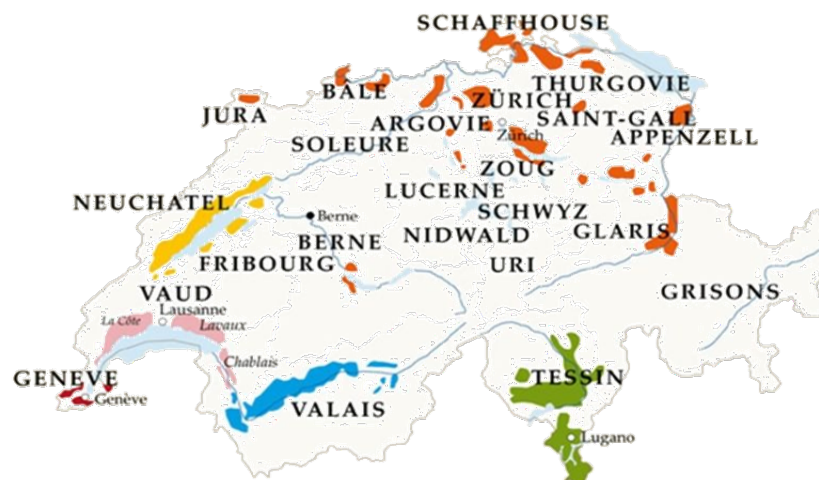 SCHAFFHOUSE
THURGOVIE
BÂLE
ZÜRICH
JURA
ARGOVIE
SAINT-GALL
Zürich
APPENZELL
SOLEURE
ZOUG
LUCERNE
NEUCHATEL
SCHWYZ
Berne
BERNE
NIDWALD
GLARIS
FRIBOURG
URI
VAUD
GRISONS
Lausanne
La Côte
Lavaux
Chablais
GENEVE
TESSIN
Genève
VALAIS
Lugano